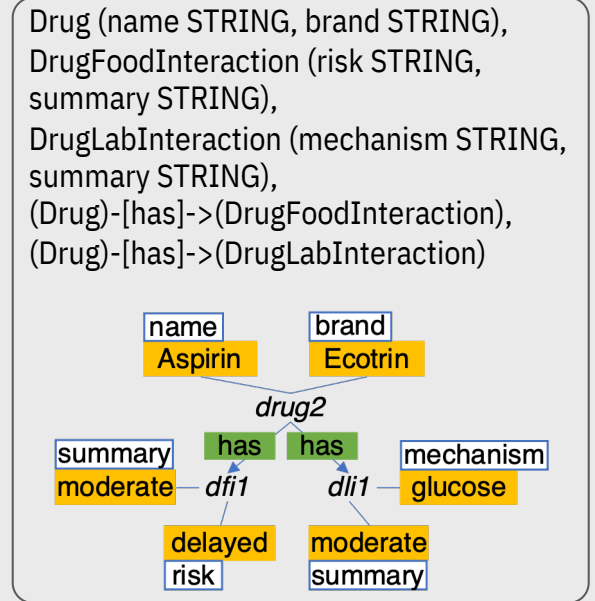 Drug (name STRING, brand STRING),
DrugFoodInteraction (risk STRING,
summary STRING),
DrugLabInteraction (mechanism STRING,
summary STRING),
(Drug)-[has]->(DrugFoodInteraction),
(Drug)-[has]->(DrugLabInteraction)
name brand
Aspirin Ecotrin
drug2
has has
summary mechanism
moderate dfi1 dli1 glucose
delayed moderate
risk summary